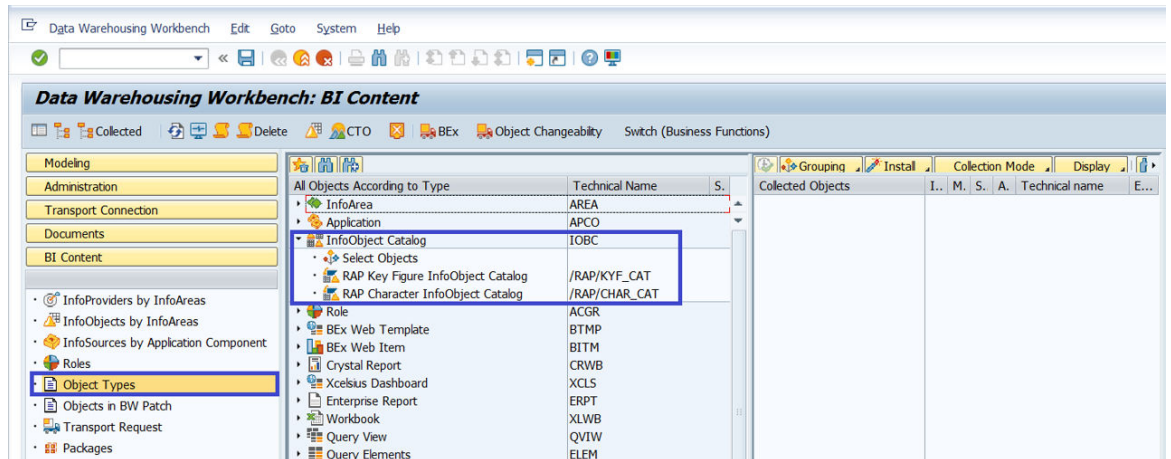 Data Warehousing Workbench Edit Goto System Help
Data Warehousing Workbench: BI Content
Collected Delete CTO BEx Object Changeability Switch (Business Functions)
Modeling
Administration
Transport Connection
Documents
BI Content
InfoProviders by InfoAreas
InfoObjects by InfoAreas
InfoSources by Application Component
Roles
Object Types
Objects in BW Patch
Transport Request
Packages
All Objects According to Type Technical Name S.
InfoArea AREA
Application APCO
InfoObject Catalog IOBC
Select Objects
RAP Key Figure InfoObject Catalog /RAP/KYF_CAT
RAP Character InfoObject Catalog /RAP/CHAR_CAT
Role ACGR
BEx Web Template BTMP
BEx Web Item BITM
Crystal Report CRWB
Xcelsius Dashboard XCLS
Enterprise Report ERPT
Workbook XLWB
Query View QVIW
Query Elements ELEM
Grouping Install Collection Mode Display
Collected Objects I.. M. S. A. Technical name E...